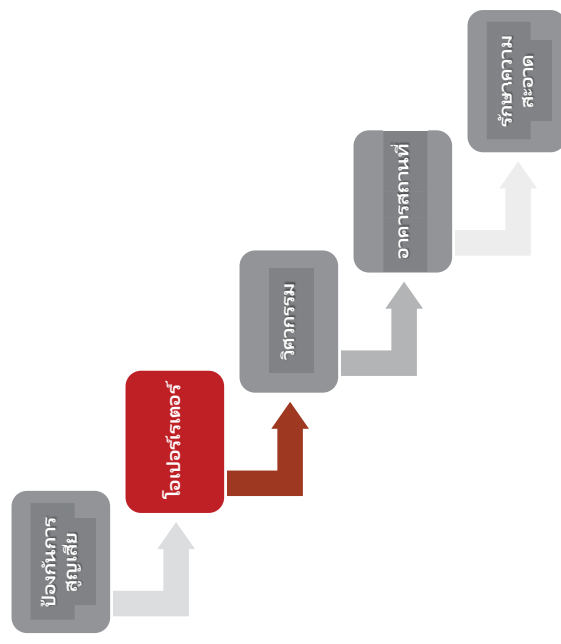 ป้องกันการ
สูญเสีย
โอเปอร์เรเตอร์
วิศวกรรม
อาคารสถานที่
รักษาความ
สะอาด